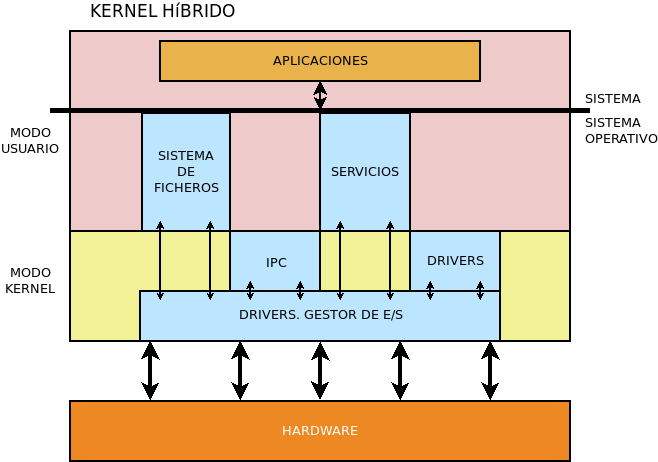 KERNEL HíBRIDO
APLICACIONES
SISTEMA
SISTEMA
OPERATIVO
MODO
USUARIO
SISTEMA
DE
FICHEROS
SERVICIOS
MODO
KERNEL
IPC
DRIVERS
DRIVERS. GESTOR DE E/S
HARDWARE